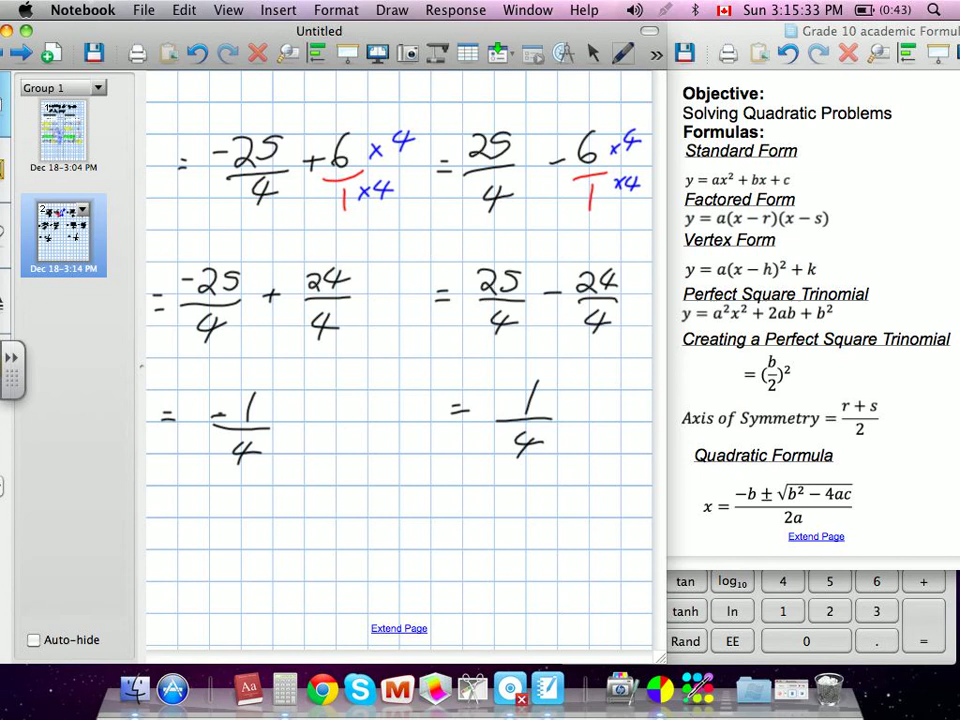 Notebook File Edit View Insert Format Draw Response Window Help Sun 3:15:33 PM (0:43)
Untitled
Grade 10 academic Formul
Group 1
Dec 18-3:04 PM
Dec 18-3:14 PM
Auto-hide
= -25/4 + 6/1 ×4 ×4
= 25/4 - 6/1 ×4 ×4
= -25/4 + 24/4
= 25/4 - 24/4
= -1/4
= 1/4
Extend Page
Objective:
Solving Quadratic Problems
Formulas:
Standard Form
y = ax² + bx + c
Factored Form
y = a(x − r)(x − s)
Vertex Form
y = a(x − h)² + k
Perfect Square Trinomial
y = a²x² + 2ab + b²
Creating a Perfect Square Trinomial
= (b/2)²
Axis of Symmetry = (r + s)/2
Quadratic Formula
x = (−b ± √(b² − 4ac))/2a
Extend Page
tan log₁₀ 4 5 6 +
tanh ln 1 2 3
Rand EE 0 . =
Aa